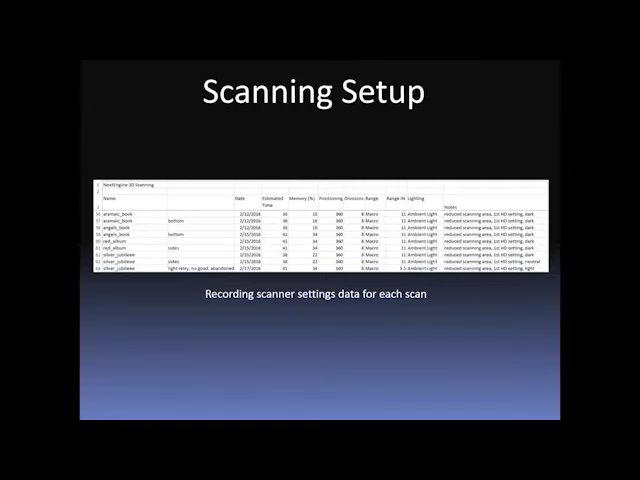 Scanning Setup
1 NextEngine 3D Scanning
2
3 Name Date Estimated Time Memory (%) Positioning Divisions Range Range IN Lighting Notes
aramaic_book 2/12/2016 36 16 360 8 Macro 11 Ambient Light reduced scanning area, 1st HD setting, dark
aramaic_book bottom 2/12/2016 36 16 360 8 Macro 11 Ambient Light reduced scanning area, 1st HD setting, dark
angels_book 2/12/2016 36 16 360 8 Macro 11 Ambient Light reduced scanning area, 1st HD setting, dark
angels_book bottom 2/15/2016 41 34 360 8 Macro 11 Ambient Light reduced scanning area, 1st HD setting, dark
red_album 2/15/2016 41 34 360 8 Macro 11 Ambient Light reduced scanning area, 1st HD setting, dark
red_album sides 2/15/2016 41 34 360 8 Macro 11 Ambient Light reduced scanning area, 1st HD setting, dark
silver_jubilee 2/15/2016 38 22 360 8 Macro 11 Ambient Light reduced scanning area, 1st HD setting, dark
silver_jubilee sides 2/15/2016 38 22 360 8 Macro 11 Ambient Light reduced scanning area, 1st HD setting, neutral
silver_jubilee light retry, no good, abandoned 2/17/2016 41 34 360 8 Macro 9.5 Ambient Light reduced scanning area, 1st HD setting, light
Recording scanner settings data for each scan